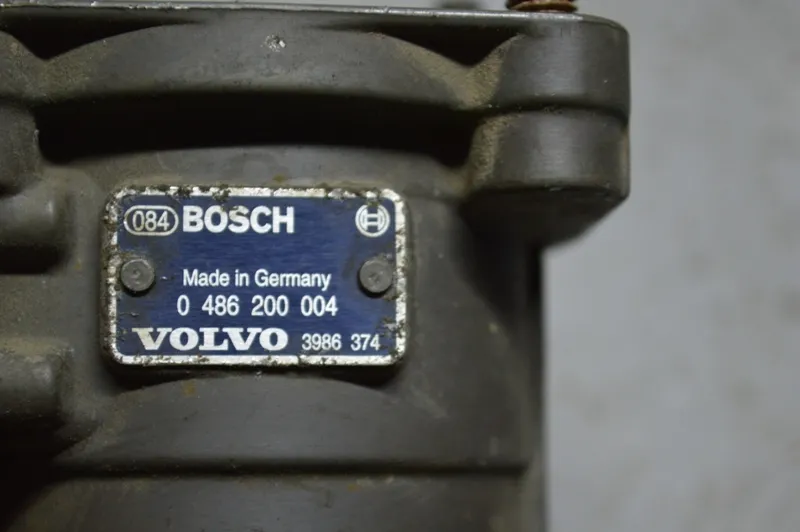 084 BOSCH
Made in Germany
0 486 200 004
VOLVO 3986 374